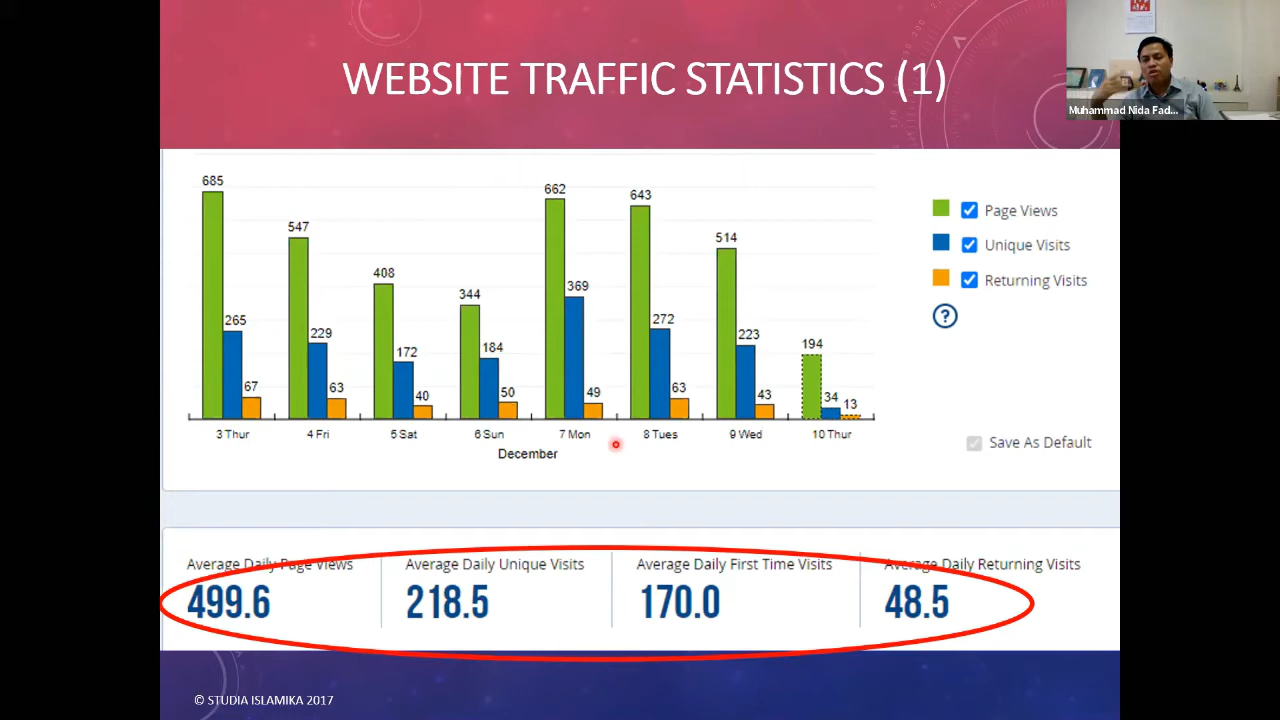 WEBSITE TRAFFIC STATISTICS (1)
Muhammad Nida Fad...
685
547
408
344
662
643
514
194
265
229
172
184
369
272
223
34
67
63
40
50
49
63
43
13
3 Thur
4 Fri
5 Sat
6 Sun
7 Mon
8 Tues
9 Wed
10 Thur
December
Page Views
Unique Visits
Returning Visits
?
Save As Default
Average Daily Page Views
499.6
Average Daily Unique Visits
218.5
Average Daily First Time Visits
170.0
Average Daily Returning Visits
48.5
© STUDIA ISLAMIKA 2017